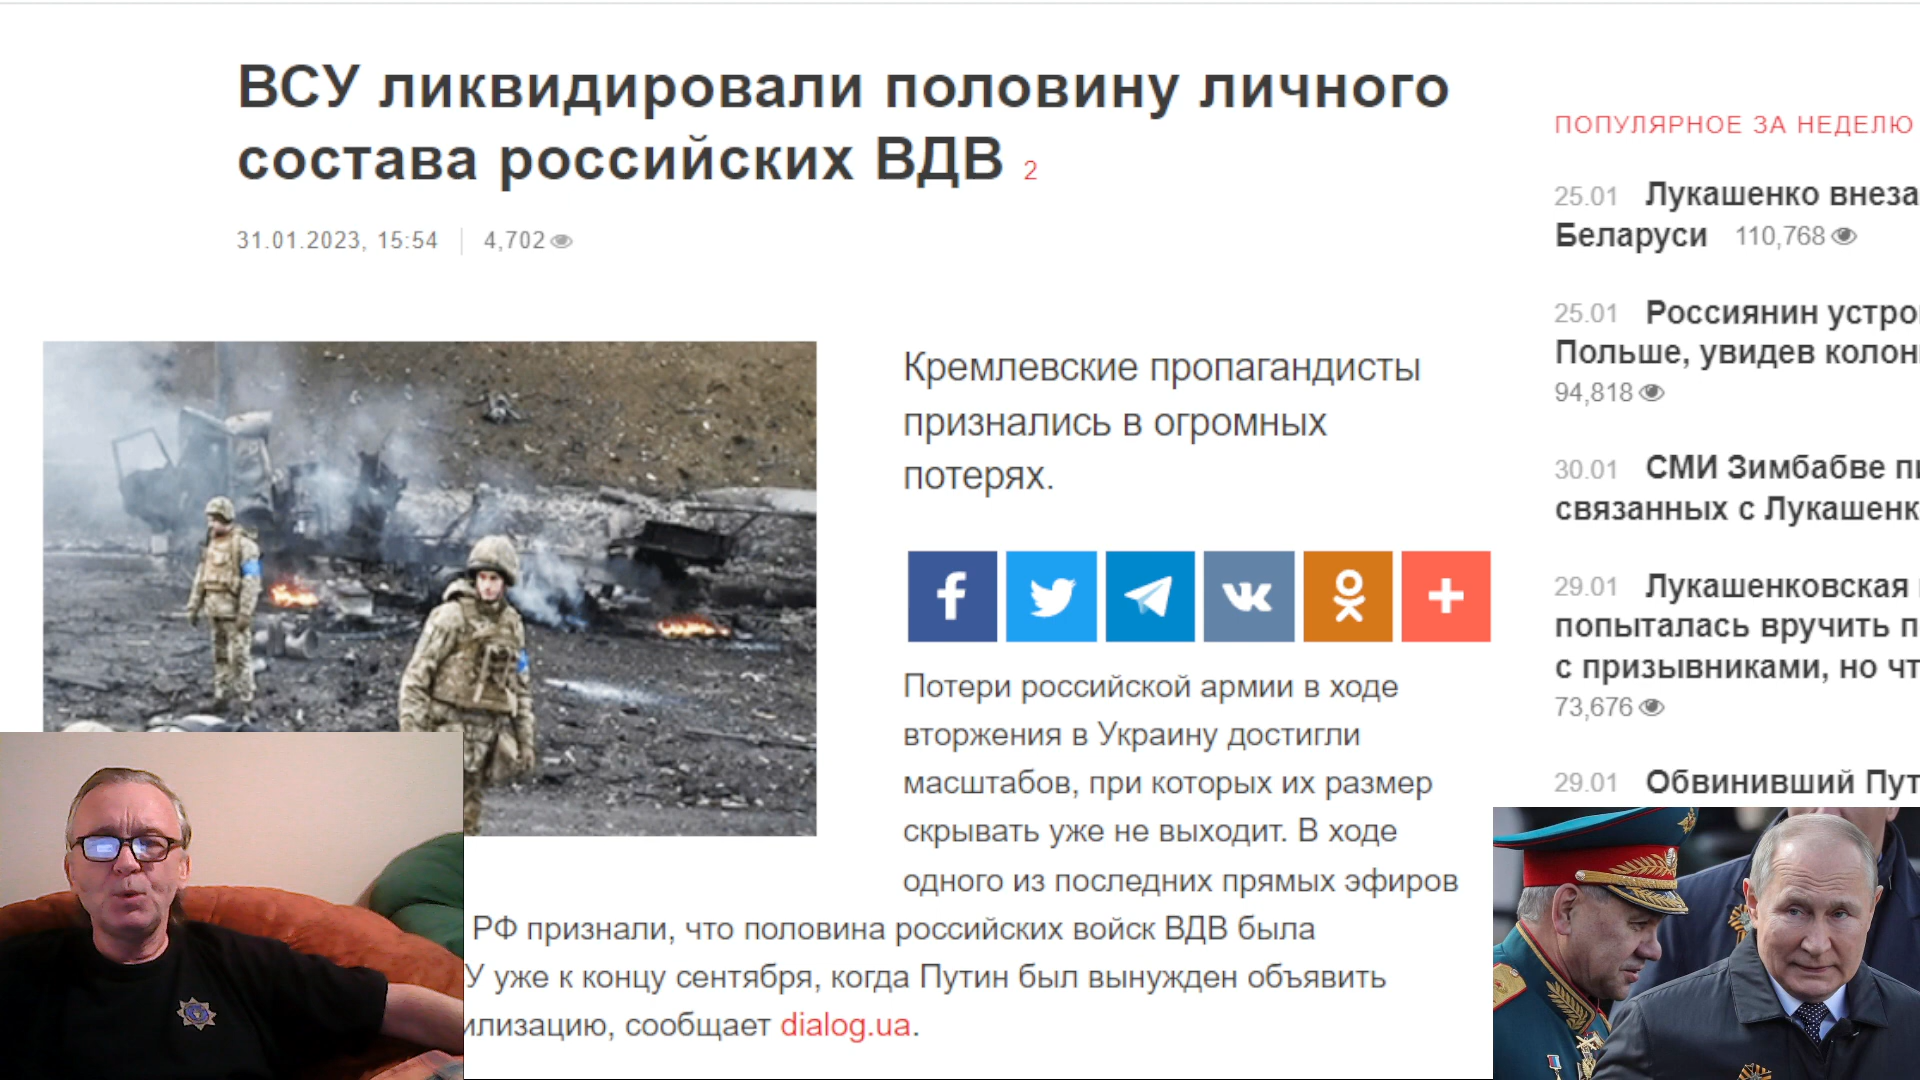 ВСУ ликвидировали половину личного
состава российских ВДВ 2
31.01.2023, 15:54 4,702
Кремлевские пропагандисты
признались в огромных
потерях.
Потери российской армии в ходе
вторжения в Украину достигли
масштабов, при которых их размер
скрывать уже не выходит. В ходе
одного из последних прямых эфиров
РФ признали, что половина российских войск ВДВ была
У уже к концу сентября, когда Путин был вынужден объявить
илизацию, сообщает dialog.ua.
ПОПУЛЯРНОЕ ЗА НЕДЕЛЮ
25.01 Лукашенко внеза
Беларуси 110,768
25.01 Россиянин устро
Польше, увидев колон
94,818
30.01 СМИ Зимбабве п
связанных с Лукашенк
29.01 Лукашенковская
попыталась вручить п
с призывниками, но чт
73,676
29.01 Обвинивший Пут